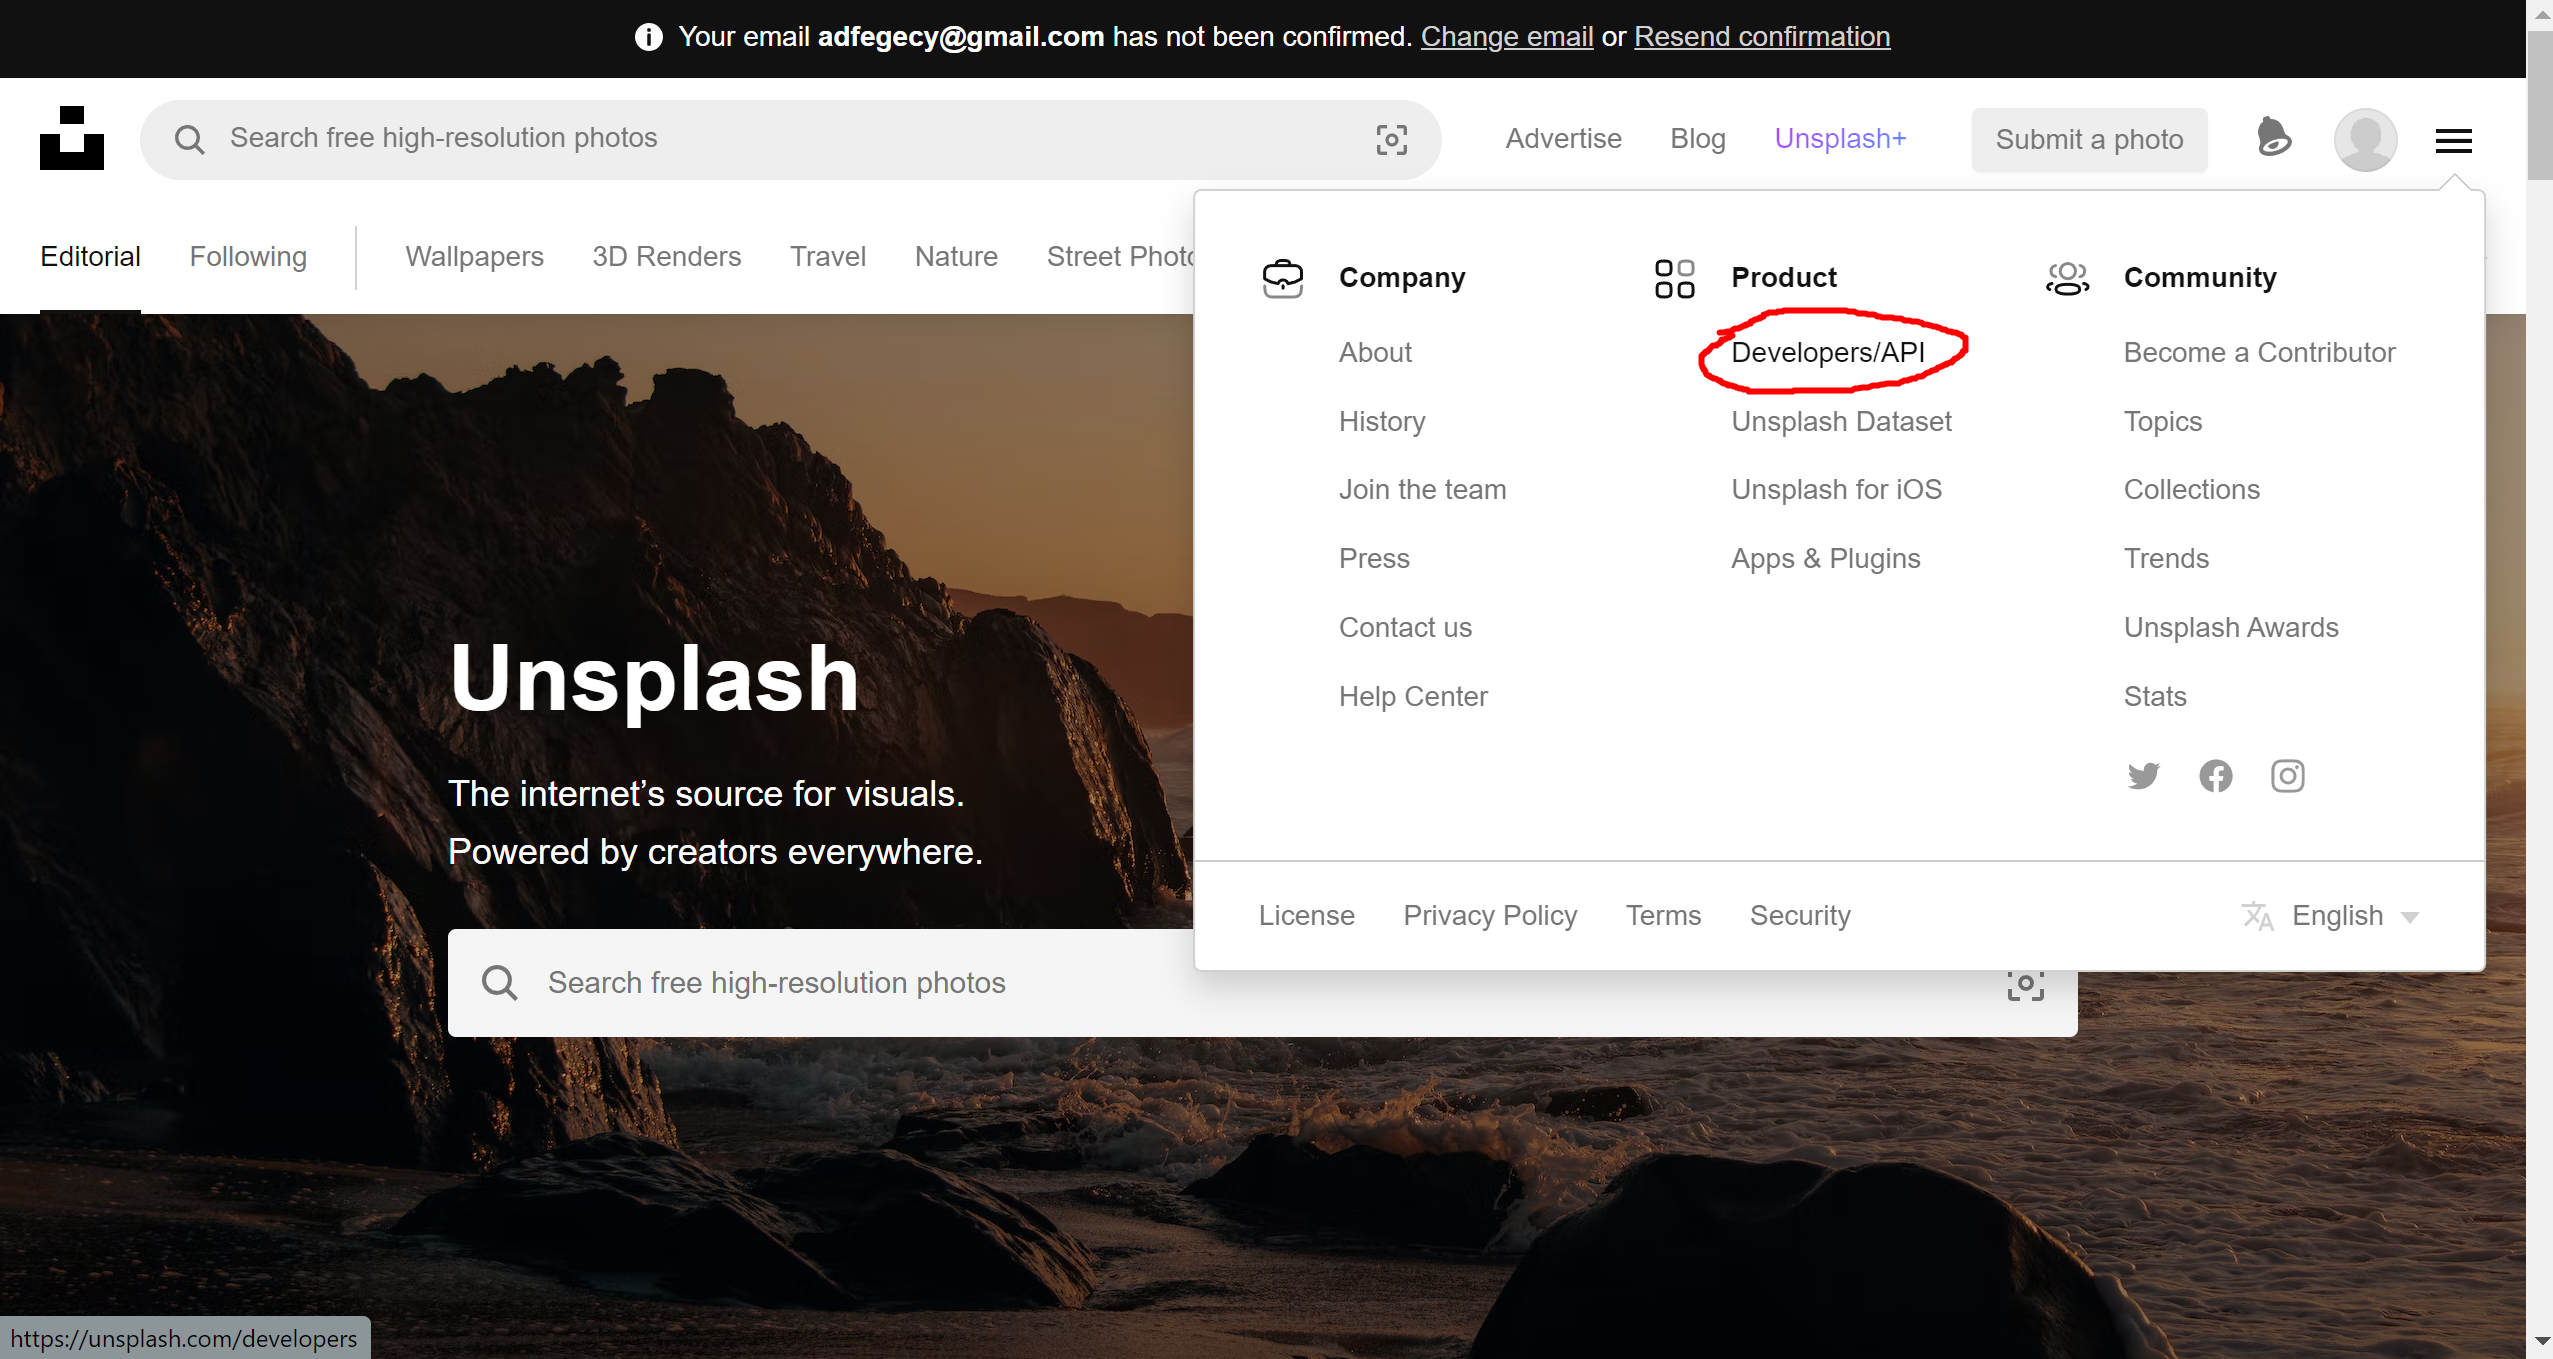 Your email adfegecy@gmail.com has not been confirmed. Change email or Resend confirmation
Search free high-resolution photos
Advertise
Blog
Unsplash+
Submit a photo
Editorial
Following
Wallpapers
3D Renders
Travel
Nature
Street Photo
Company
About
History
Join the team
Press
Contact us
Help Center
Product
Developers/API
Unsplash Dataset
Unsplash for iOS
Apps & Plugins
Community
Become a Contributor
Topics
Collections
Trends
Unsplash Awards
Stats
License
Privacy Policy
Terms
Security
English
Unsplash
The internet’s source for visuals.
Powered by creators everywhere.
Search free high-resolution photos
https://unsplash.com/developers